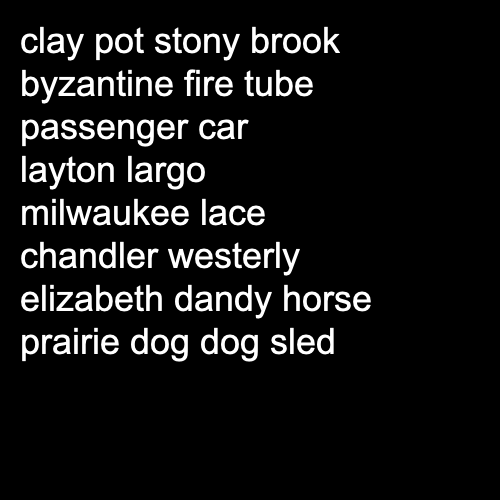 clay pot stony brook
byzantine fire tube
passenger car
layton largo
milwaukee lace
chandler westerly
elizabeth dandy horse
prairie dog dog sled